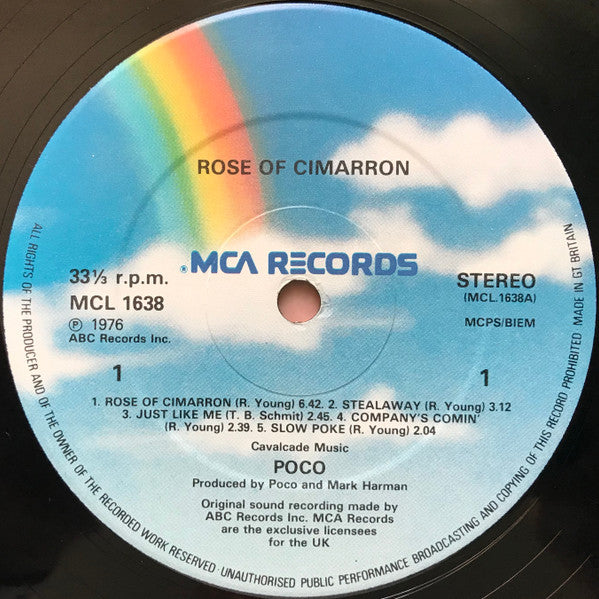 ROSE OF CIMARRON
®MCA RECORDS
33⅓ r.p.m.
MCL 1638
Ⓟ 1976
ABC Records Inc.
STEREO
(MCL.1638A)
MCPS/BIEM
1
1
1. ROSE OF CIMARRON (R. Young) 6.42. 2. STEALAWAY (R. Young) 3.12
3. JUST LIKE ME (T. B. Schmit) 2.45. 4. COMPANY'S COMIN'
(R. Young) 2.39. 5. SLOW POKE (R. Young) 2.04
Cavalcade Music
POCO
Produced by Poco and Mark Harman
Original sound recording made by
ABC Records Inc. MCA Records
are the exclusive licensees
for the UK
ALL RIGHTS OF THE PRODUCER AND OF THE OWNER OF THE RECORDED WORK RESERVED · UNAUTHORISED PUBLIC PERFORMANCE BROADCASTING AND COPYING OF THIS RECORD PROHIBITED MADE IN GT BRITAIN